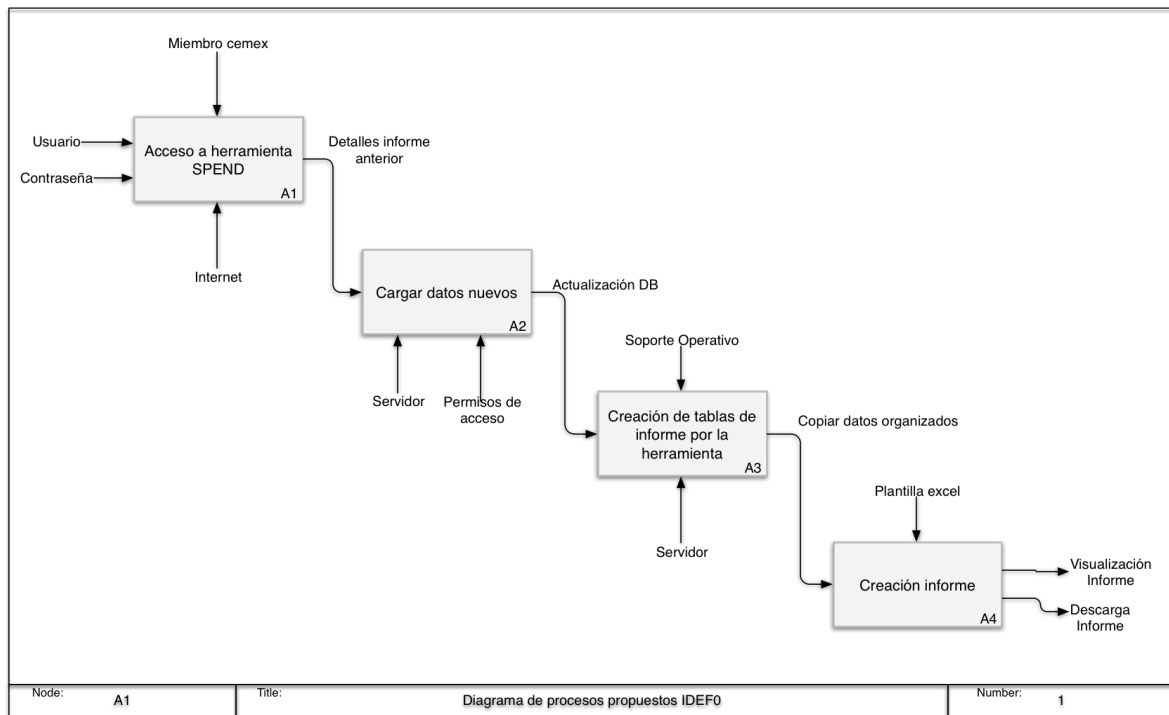 Miembro cemex
Usuario
Contraseña
Acceso a herramienta
SPEND
A1
Internet
Detalles informe
anterior
Cargar datos nuevos
A2
Servidor
Permisos de
acceso
Actualización DB
Soporte Operativo
Creación de tablas de
informe por la
herramienta
A3
Servidor
Copiar datos organizados
Plantilla excel
Creación informe
A4
Visualización
Informe
Descarga
Informe
Node:
A1
Title:
Diagrama de procesos propuestos IDEF0
Number:
1